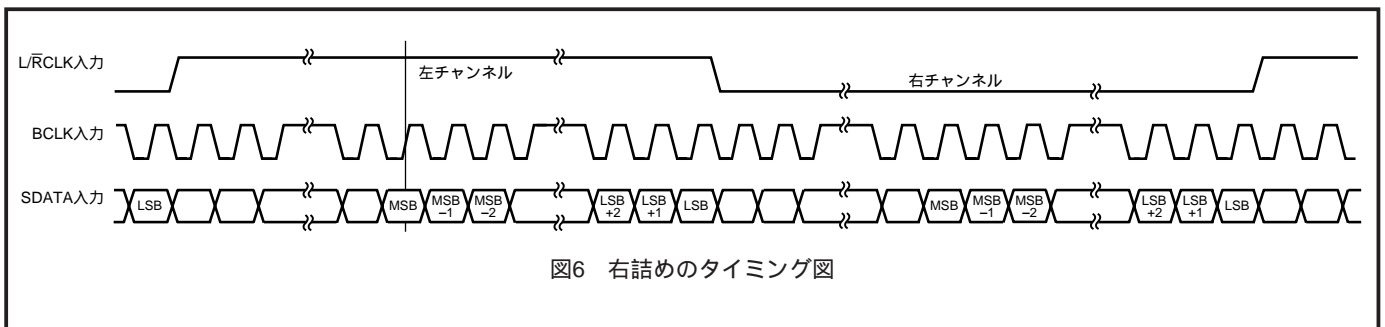 L/R̅CLK入力
左チャンネル
右チャンネル
BCLK入力
SDATA入力
LSB
MSB
MSB
–1
MSB
–2
LSB
+2
LSB
+1
LSB
MSB
MSB
–1
MSB
–2
LSB
+2
LSB
+1
LSB
図6 右詰めのタイミング図